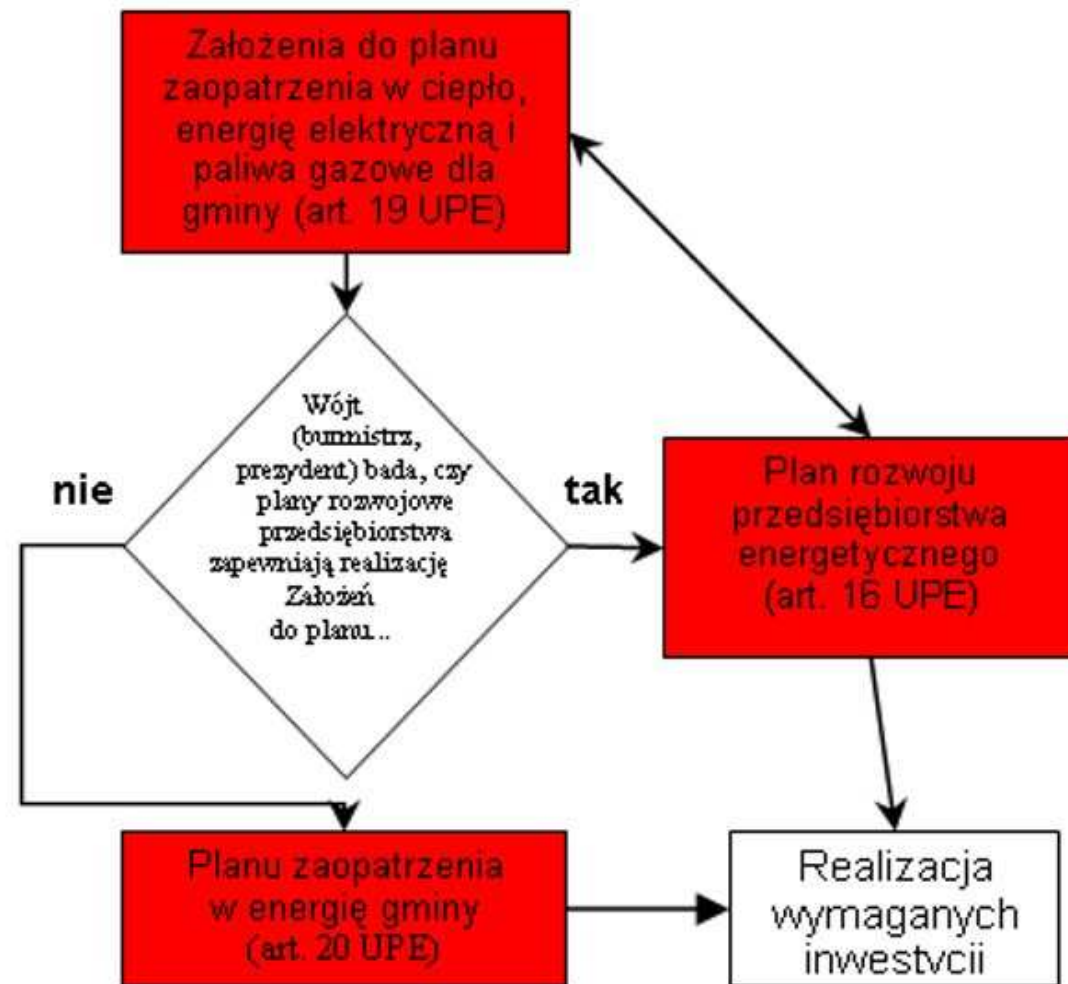 Założenia do planu
zaopatrzenia w ciepło,
energię elektryczną i
paliwa gazowe dla
gminy (art. 19 UPE)
Wójt
(burmistrz,
prezydent) bada, czy
plany rozwojowe
przedsiębiorstwa
zapewniają realizację
Założeń
do planu...
nie
tak
Plan rozwoju
przedsiębiorstwa
energetycznego
(art. 16 UPE)
Planu zaopatrzenia
w energię gminy
(art. 20 UPE)
Realizacja
wymaganych
inwestycji